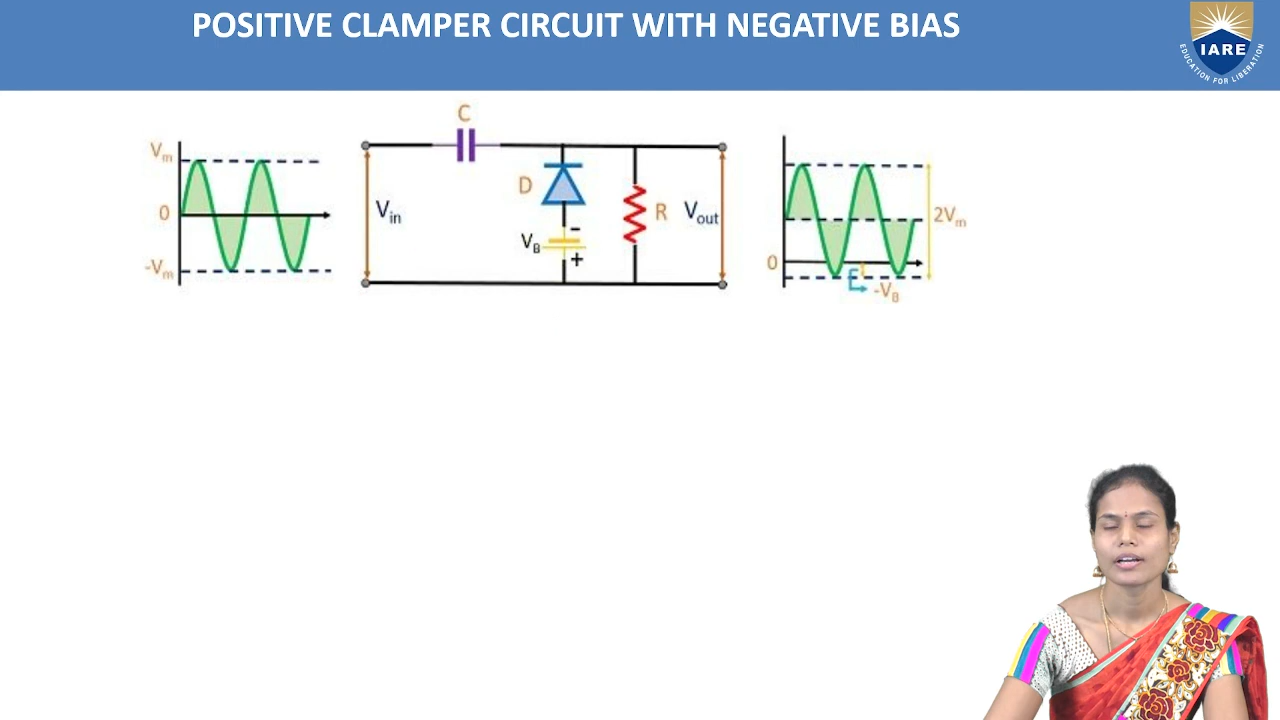 POSITIVE CLAMPER CIRCUIT WITH NEGATIVE BIAS
IARE
EDUCATION FOR LIBERATION
Vm
0
-Vm
C
Vin
D
VB
-
+
R
Vout
2Vm
0
-VB